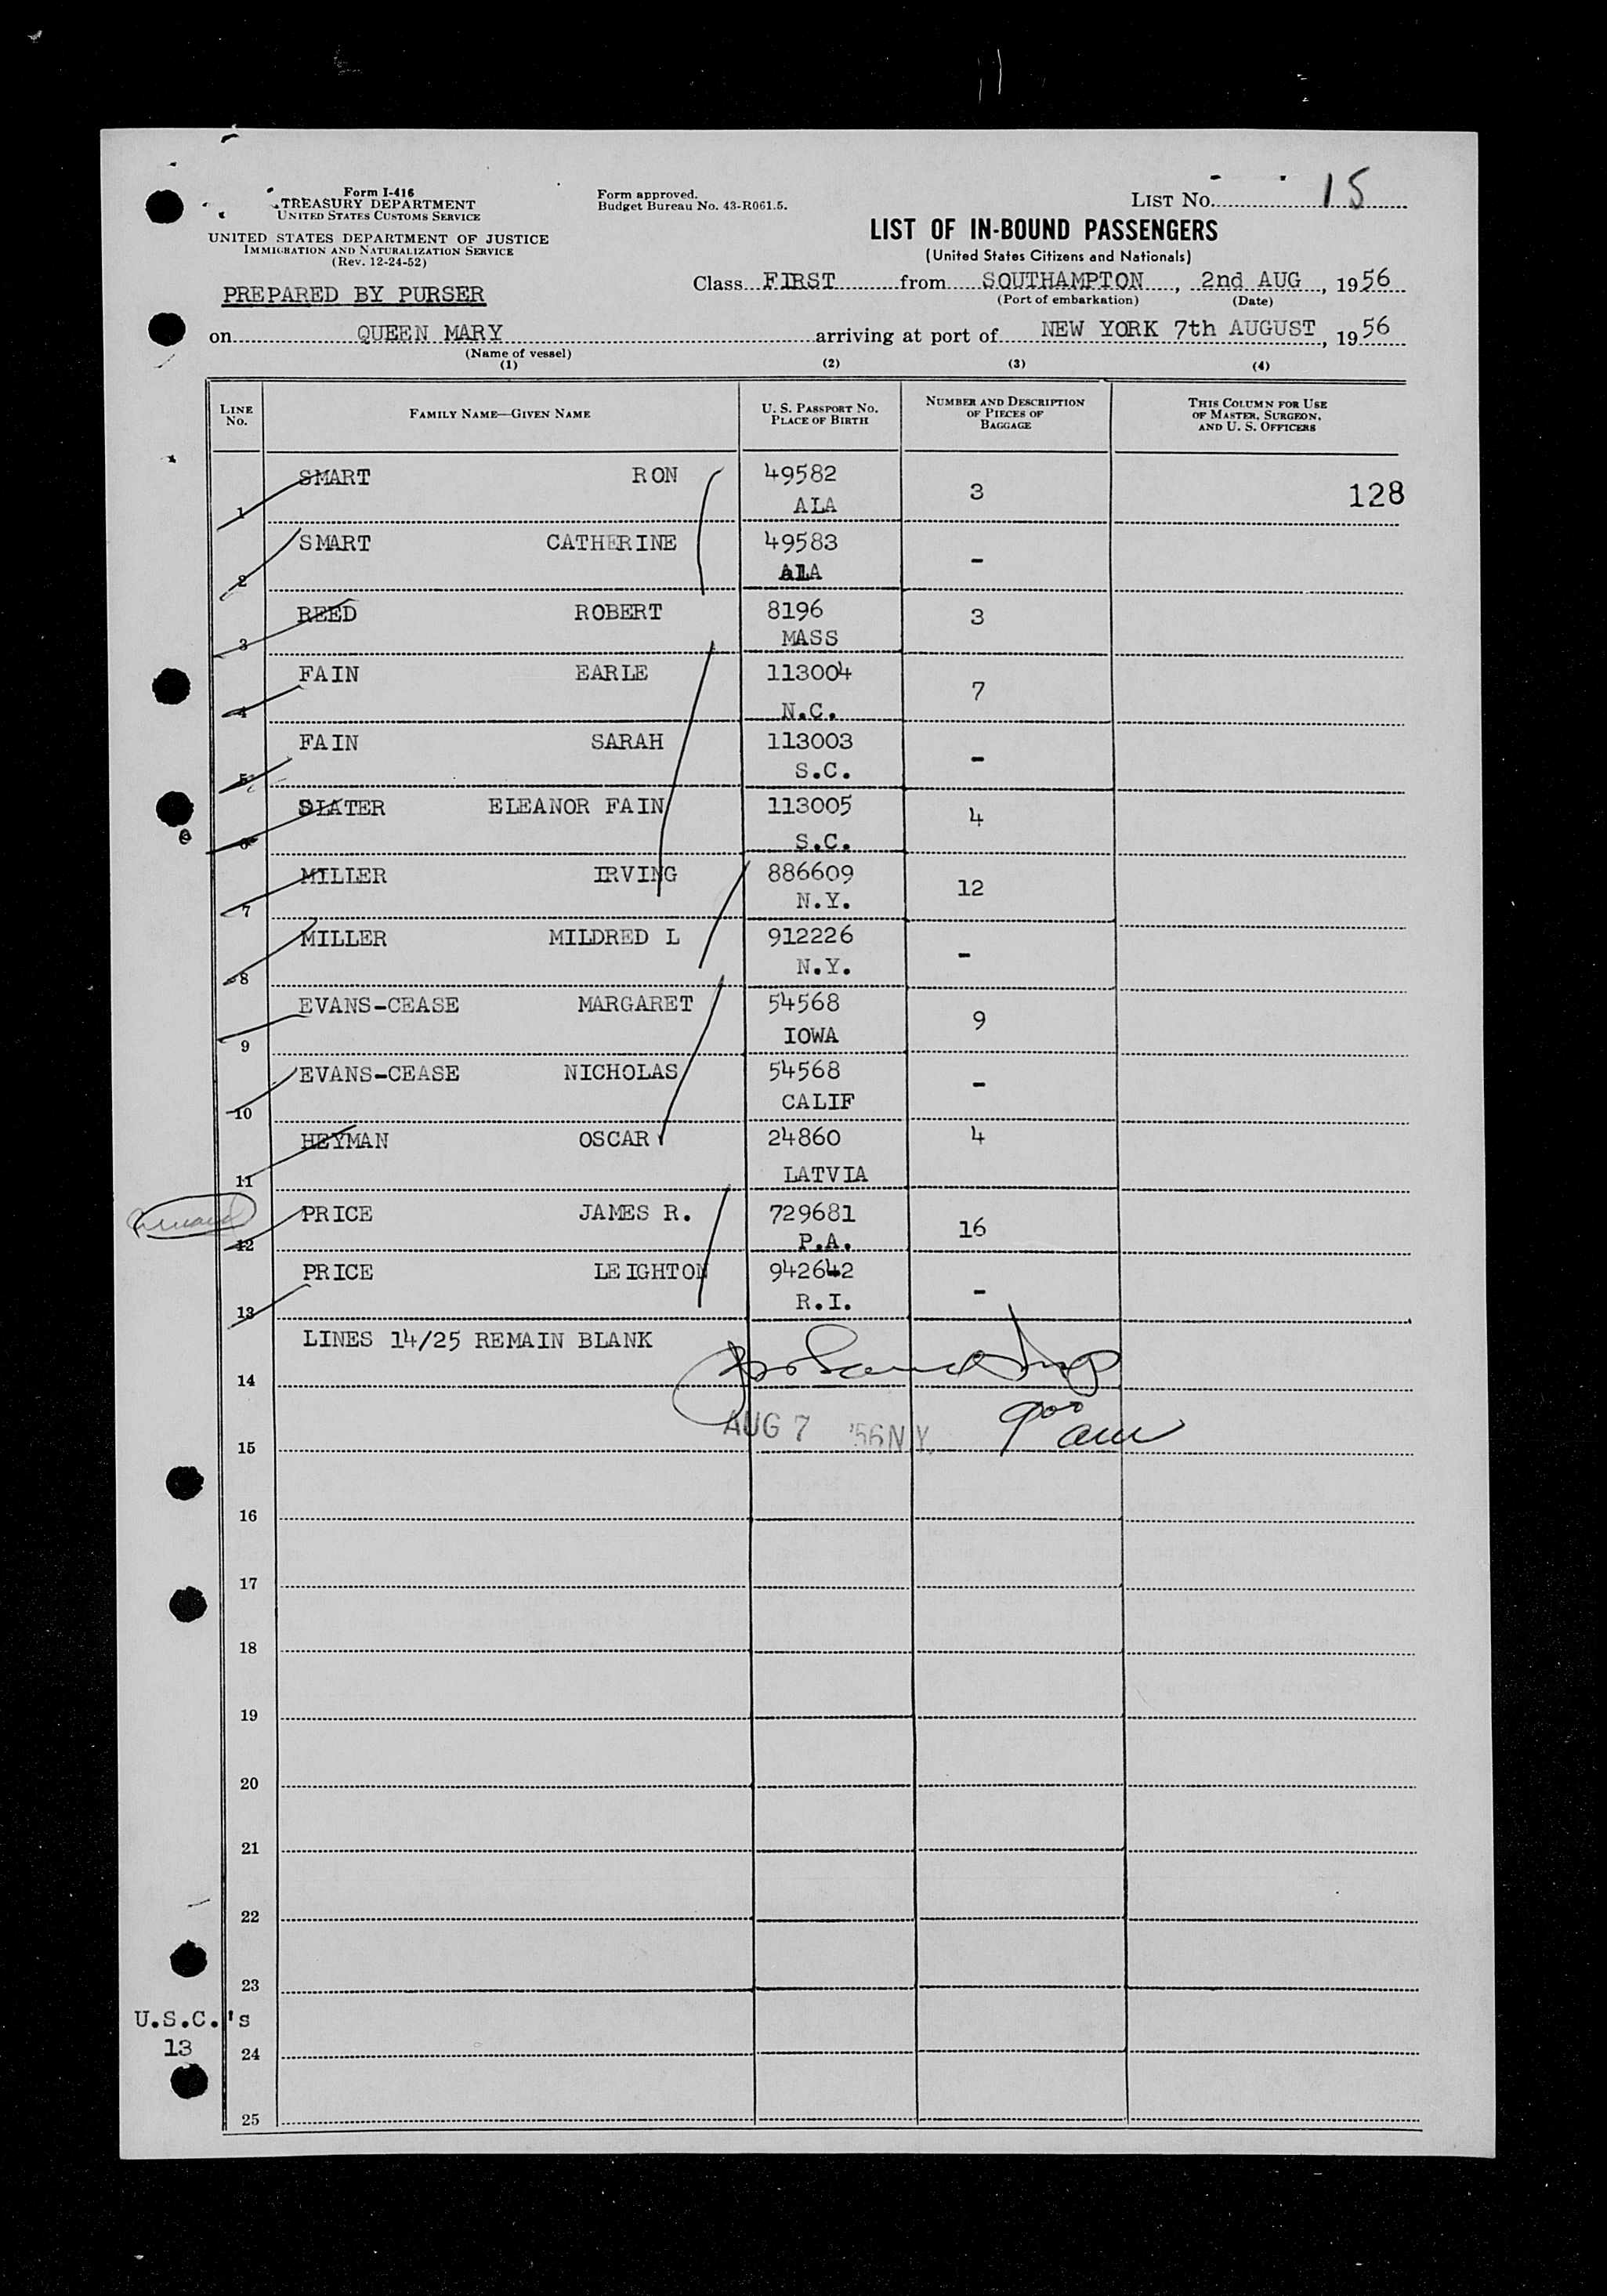 Form I-416
TREASURY DEPARTMENT
UNITED STATES CUSTOMS SERVICE
UNITED STATES DEPARTMENT OF JUSTICE
IMMIGRATION AND NATURALIZATION SERVICE
(Rev. 12-24-52)
Form approved.
Budget Bureau No. 43-R061.5.
LIST NO. 15
LIST OF IN-BOUND PASSENGERS
(United States Citizens and Nationals)
PREPARED BY PURSER
Class FIRST from SOUTHAMPTON, 2nd AUG, 1956
(Port of embarkation) (Date)
on QUEEN MARY arriving at port of NEW YORK 7th AUGUST, 1956
(Name of vessel)
(1) (2) (3) (4)
LINE NO. FAMILY NAME—GIVEN NAME U. S. PASSPORT NO. PLACE OF BIRTH NUMBER AND DESCRIPTION OF PIECES OF BAGGAGE THIS COLUMN FOR USE OF MASTER, SURGEON, AND U. S. OFFICERS
1 SMART RON 49582 ALA 3 128
2 SMART CATHERINE 49583 ALA -
3 REED ROBERT 8196 MASS 3
4 FAIN EARLE 113004 N.C. 7
5 FAIN SARAH 113003 S.C. -
6 SLATER ELEANOR FAIN 113005 S.C. 4
7 MILLER IRVING 886609 N.Y. 12
8 MILLER MILDRED L 912226 N.Y. -
9 EVANS-CEASE MARGARET 54568 IOWA 9
10 EVANS-CEASE NICHOLAS 54568 CALIF -
11 HEYMAN OSCAR 24860 LATVIA 4
12 PRICE JAMES R. 729681 P.A. 16
13 PRICE LEIGHTON 942642 R.I. -
14 LINES 14/25 REMAIN BLANK
15 AUG 7 '56 N.Y. 900 am
16
17
18
19
20
21
22
23
U.S.C.'s
13
24
25